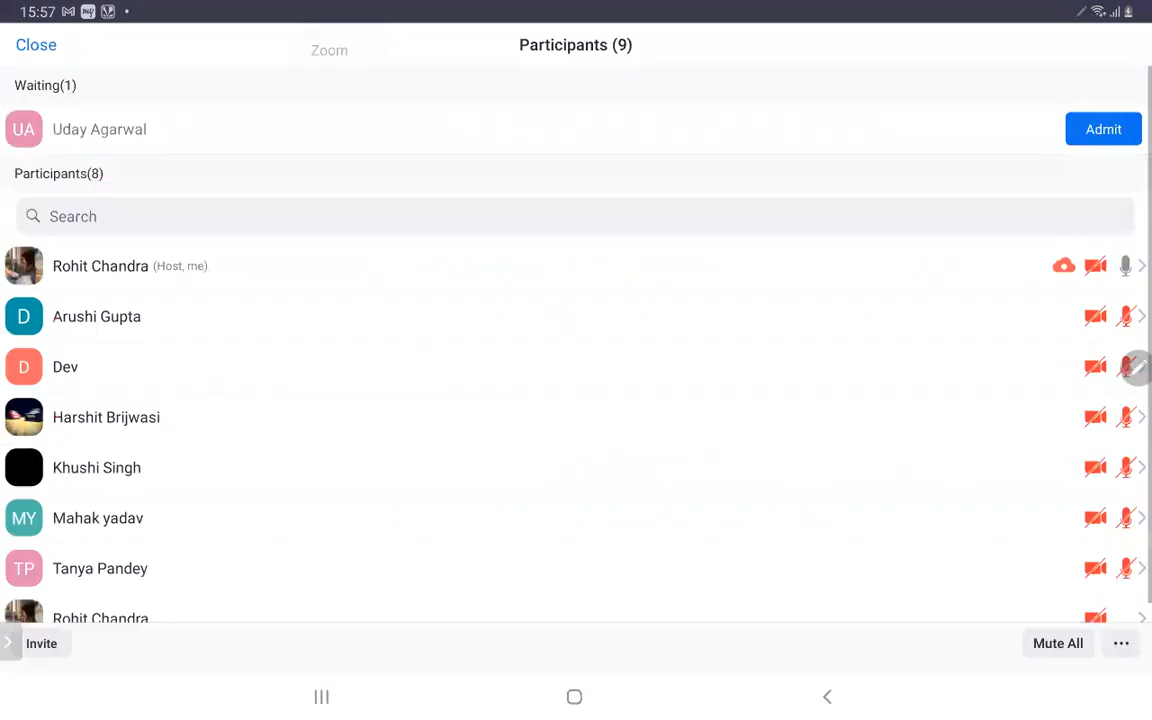 15:57
Close
Zoom
Participants (9)
Waiting(1)
UA
Uday Agarwal
Admit
Participants(8)
Search
Rohit Chandra (Host, me)
D
Arushi Gupta
D
Dev
Harshit Brijwasi
Khushi Singh
MY
Mahak yadav
TP
Tanya Pandey
Rohit Chandra
Invite
Mute All